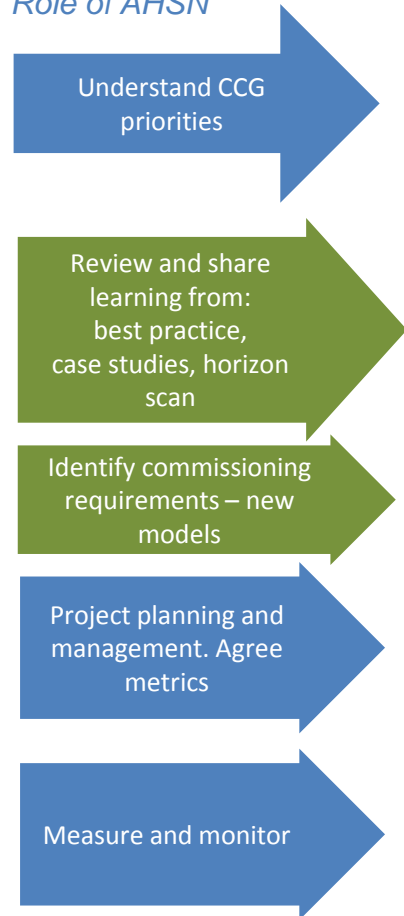 Role of AHSN
Understand CCG
priorities
Review and share
learning from:
best practice,
case studies, horizon
scan
Identify commissioning
requirements – new
models
Project planning and
management. Agree
metrics
Measure and monitor